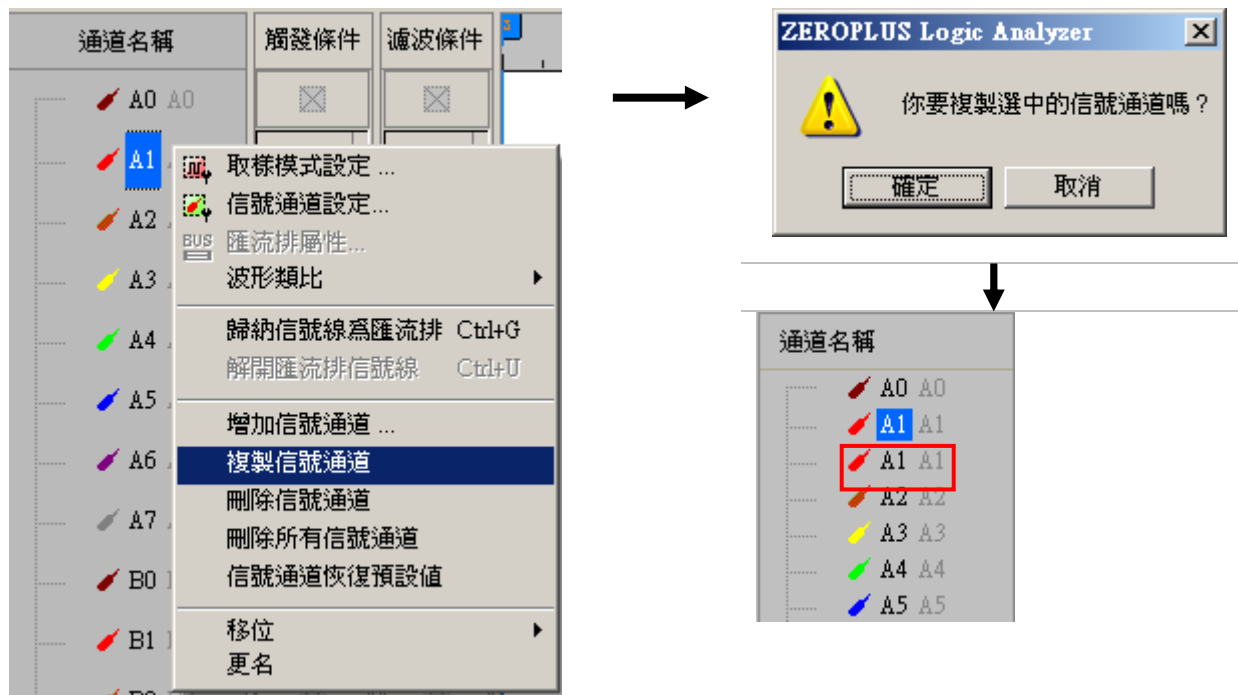 通道名稱 觸發條件 濾波條件
A0 A0
A1
取樣模式設定 ...
信號通道設定...
A2
BUS 匯流排屬性...
A3
波形類比
A4
歸納信號線爲匯流排 Ctrl+G
解開匯流排信號線 Ctrl+U
A5
增加信號通道 ...
A6
複製信號通道
刪除信號通道
A7
刪除所有信號通道
B0
信號通道恢復預設值
B1
移位
更名
ZEROPLUS Logic Analyzer
你要複製選中的信號通道嗎？
確定 取消
通道名稱
A0 A0
A1 A1
A1 A1
A2 A2
A3 A3
A4 A4
A5 A5